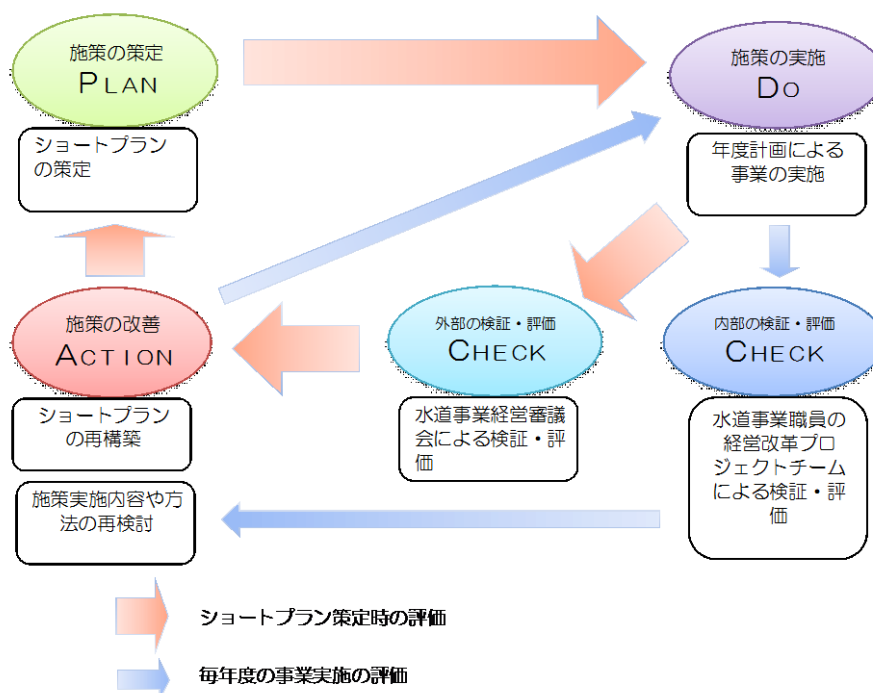 施策の策定
PLAN
ショートプラン
の策定
施策の実施
DO
年度計画による
事業の実施
施策の改善
ACTION
ショートプラン
の再構築
施策実施内容や方
法の再検討
外部の検証・評価
CHECK
水道事業経営審議
会による検証・評
価
内部の検証・評価
CHECK
水道事業職員の
経営改革プロ
ジェクトチーム
による検証・評
価
ショートプラン策定時の評価
毎年度の事業実施の評価